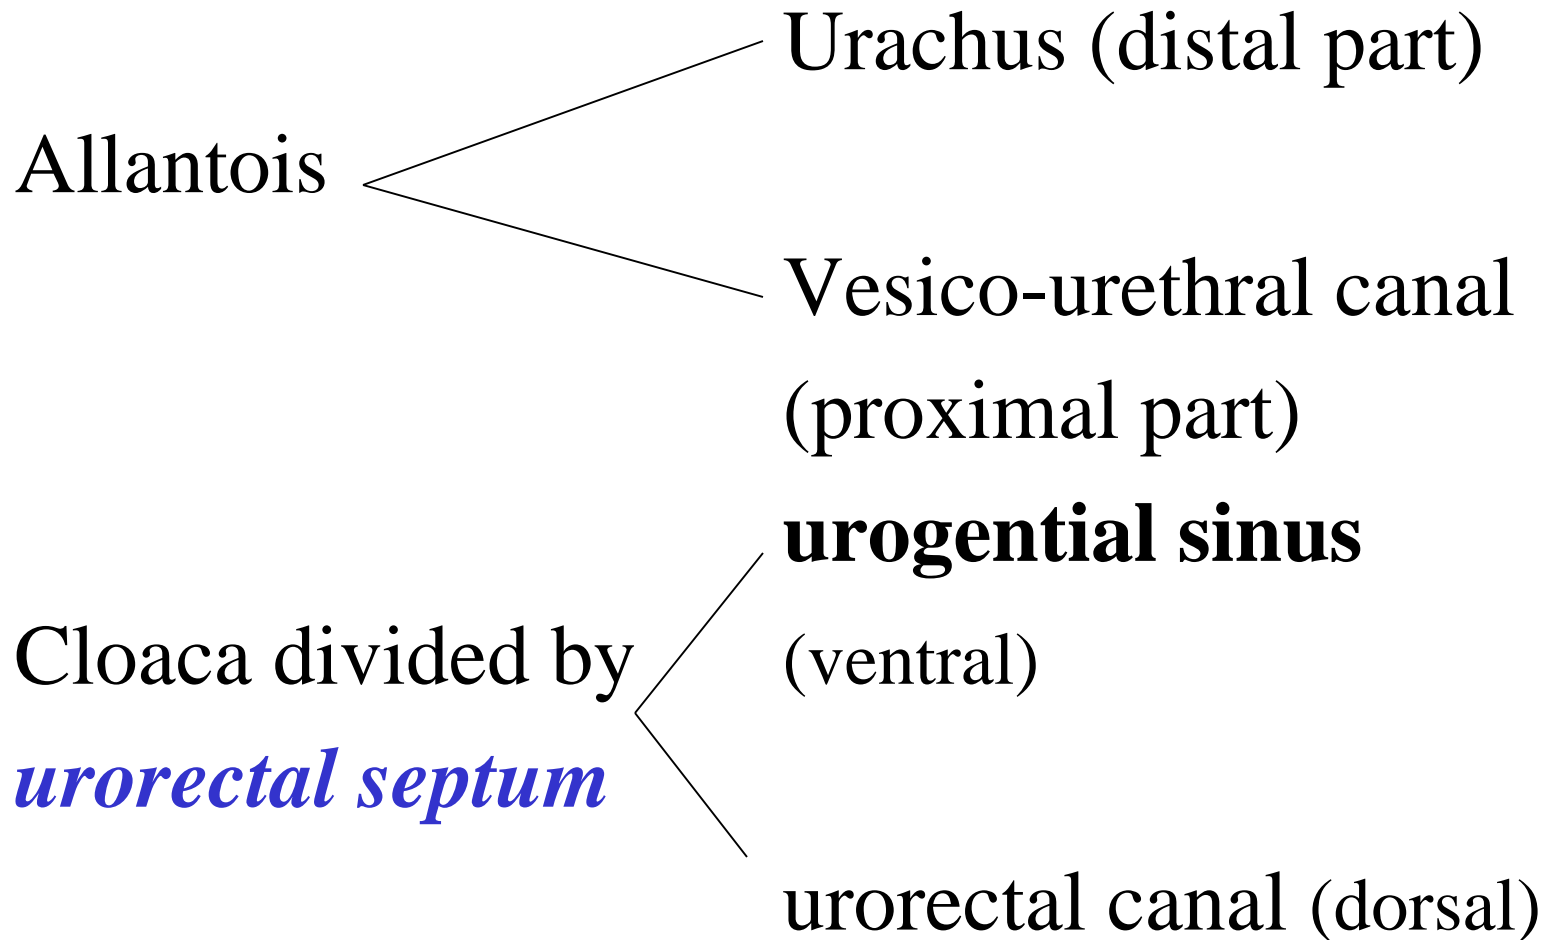 Urachus (distal part)
Allantois
Vesico-urethral canal
(proximal part)
urogential sinus
Cloaca divided by
(ventral)
urorectal septum
urorectal canal (dorsal)